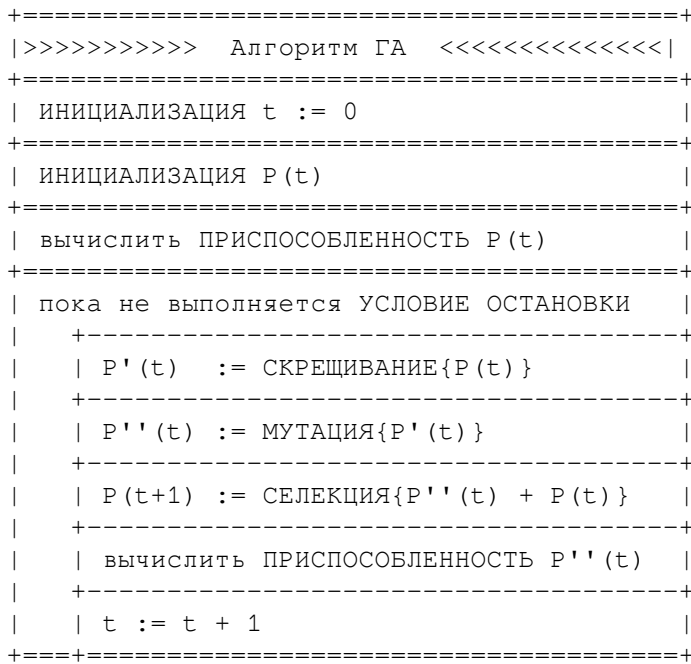 >>>>>>>>>>> Алгоритм ГА <<<<<<<<<<<<<<
ИНИЦИАЛИЗАЦИЯ t := 0
ИНИЦИАЛИЗАЦИЯ P(t)
вычислить ПРИСПОСОБЛЕННОСТЬ P(t)
пока не выполняется УСЛОВИЕ ОСТАНОВКИ
P'(t) := СКРЕЩИВАНИЕ{P(t)}
P''(t) := МУТАЦИЯ{P'(t)}
P(t+1) := СЕЛЕКЦИЯ{P''(t) + P(t)}
вычислить ПРИСПОСОБЛЕННОСТЬ P''(t)
t := t + 1